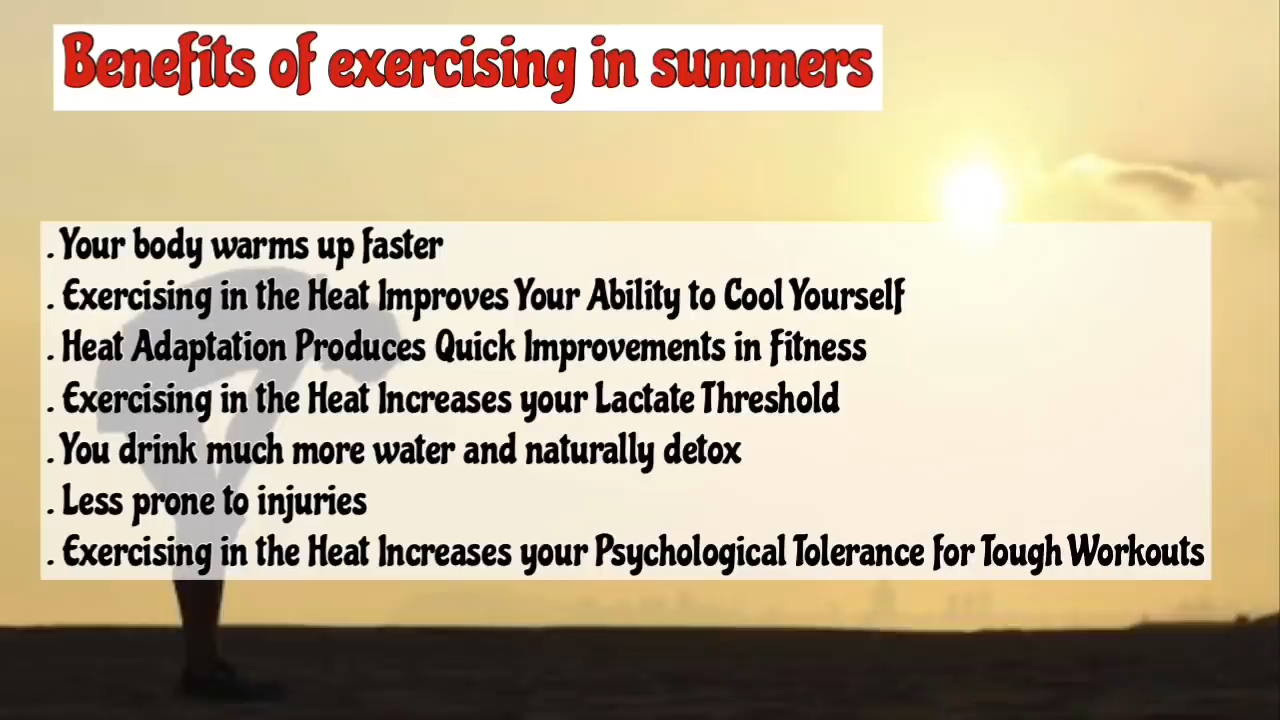 Benefits of exercising in summers
. Your body warms up faster
. Exercising in the Heat Improves Your Ability to Cool Yourself
. Heat Adaptation Produces Quick Improvements in Fitness
. Exercising in the Heat Increases your Lactate Threshold
. You drink much more water and naturally detox
. Less prone to injuries
. Exercising in the Heat Increases your Psychological Tolerance for Tough Workouts